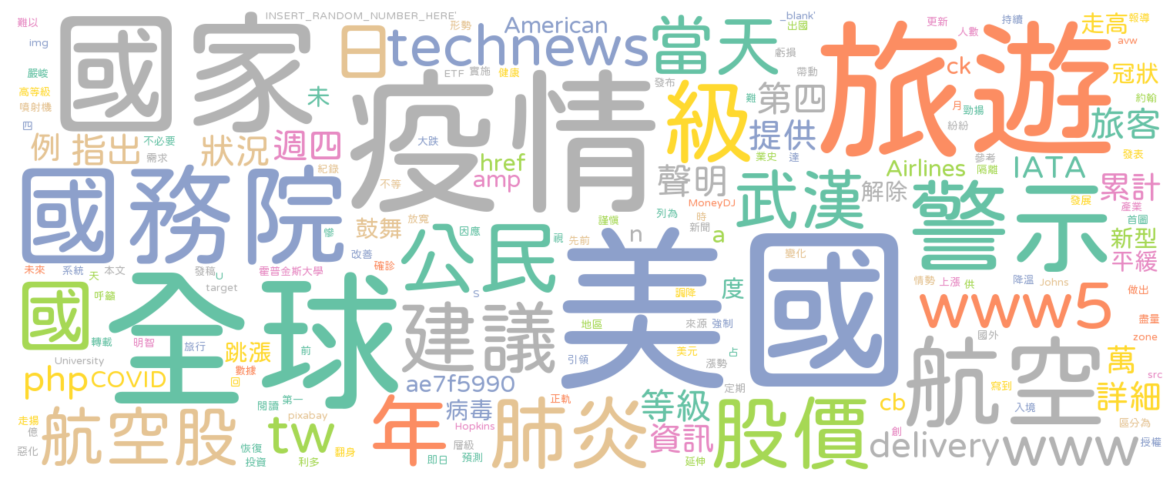 難以
INSERT_RANDOM_NUMBER_HERE'
形勢
American
_blank'
出國
更新
持續
走高
報導
img
國家
日
technews
當天
虧損
旅遊
人數
avw
嚴峻
ETF
實施
健康
ck
冠狀
高等級
未
疫情
發布
帶動
噴射機
級
難
第四
約翰
四
大跌
月
勁揚
旅客
例
指出
不必要
狀況
週四
提供
紛紛
需求
href
業史
達
Airlines
參考
IATA
發表
紀錄
amp
不等
聲明
隔離
國務院
MoneyDJ
武漢
解除
警示
累計
發展
鼓舞
放寬
謹慎
列為
時
新聞
產業
首圖
慘
公民
因應
親
先前
n
a
新型
改善
美國
變化
平緩
未來
系統
天
本文
發稿
U
霍普金斯大學
確診
情勢
上漲
供
降溫
Johns
做出
target
全球
s
調降
度
國
呼籲
建議
來源
強制
www5
盡量
地區
轉載
明智
旅行
前
占
國外
zone
University
跳漲
引領
美元
漲勢
航空
萬
數據
定期
php
COVID
回
ae7f5990
寫到
src
詳細
閱讀
第一
年
病毒
正軌
等級
股價
cb
入境
區分為
走揚
航空股
pixabay
Hopkins
肺炎
創
授權
億
tw
資訊
惡化
恢復
翻身
層級
delivery
www
投資
利多
即日
預測
延伸